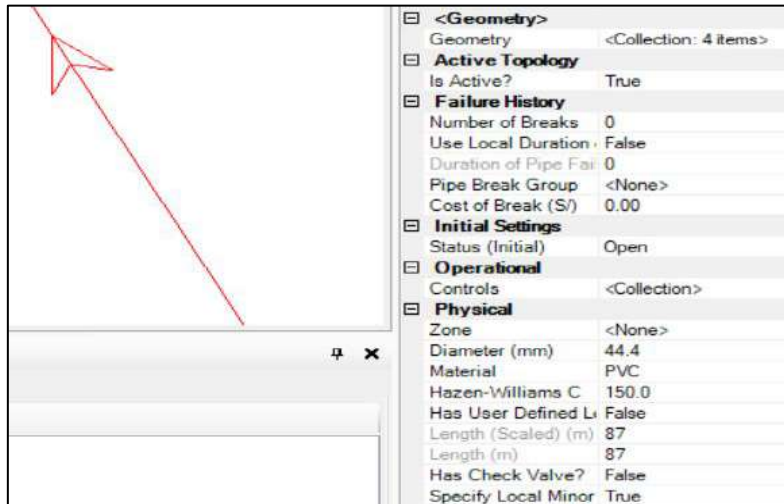 <Geometry>
Geometry <Collection: 4 items>
Active Topology
Is Active? True
Failure History
Number of Breaks 0
Use Local Duration False
Duration of Pipe Fai 0
Pipe Break Group <None>
Cost of Break (S/) 0.00
Initial Settings
Status (Initial) Open
Operational
Controls <Collection>
Physical
Zone <None>
Diameter (mm) 44.4
Material PVC
Hazen-Williams C 150.0
Has User Defined Le False
Length (Scaled) (m) 87
Length (m) 87
Has Check Valve? False
Specify Local Minor True